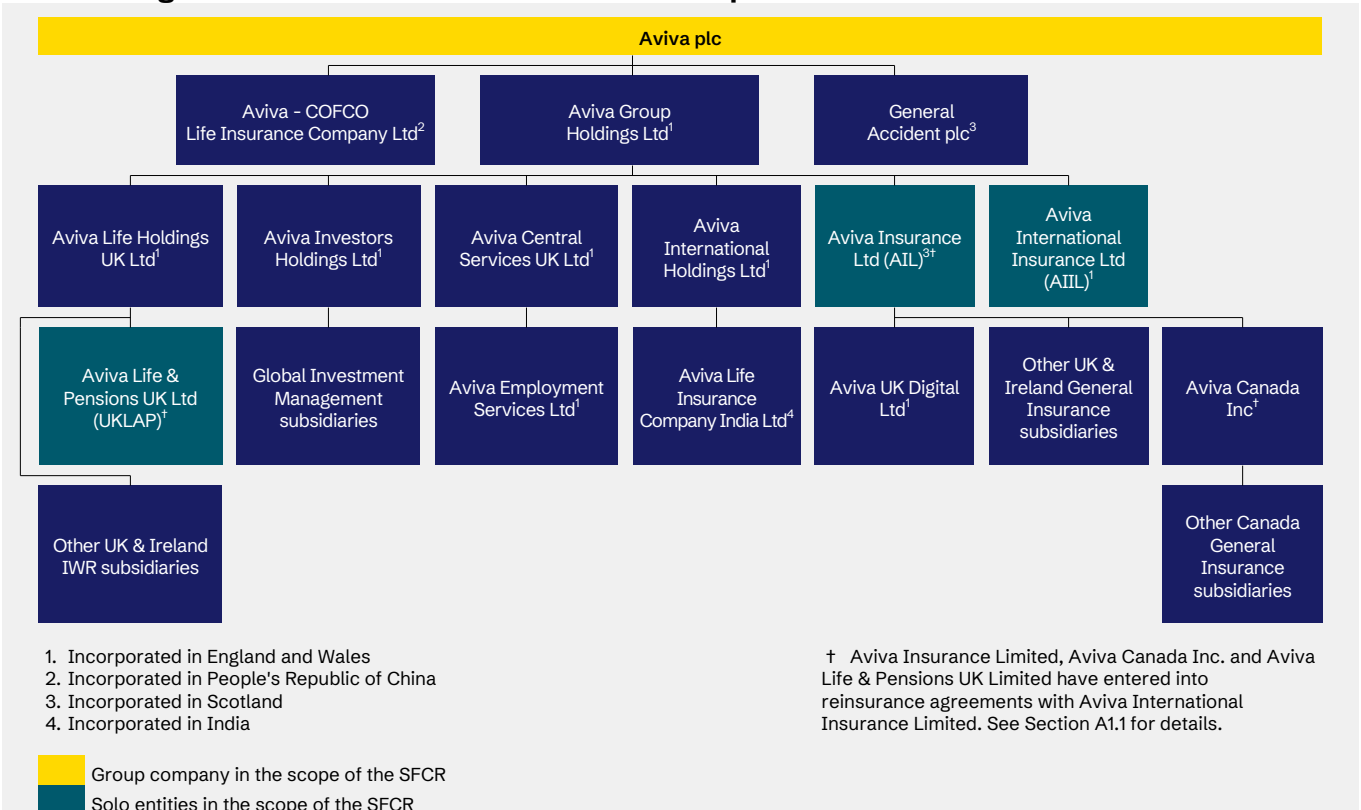 Aviva plc
Aviva - COFCO
Life Insurance Company Ltd²
Aviva Group
Holdings Ltd¹
General
Accident plc³
Aviva Life Holdings
UK Ltd¹
Aviva Investors
Holdings Ltd¹
Aviva Central
Services UK Ltd¹
Aviva
International
Holdings Ltd¹
Aviva Insurance
Ltd (AIL)³†
Aviva
International
Insurance Ltd
(AIIL)¹
Aviva Life &
Pensions UK Ltd
(UKLAP)†
Global Investment
Management
subsidiaries
Aviva Employment
Services Ltd¹
Aviva Life
Insurance
Company India Ltd⁴
Aviva UK Digital
Ltd¹
Other UK &
Ireland General
Insurance
subsidiaries
Aviva Canada
Inc†
Other UK & Ireland
IWR subsidiaries
Other Canada
General
Insurance
subsidiaries
1. Incorporated in England and Wales
2. Incorporated in People's Republic of China
3. Incorporated in Scotland
4. Incorporated in India
† Aviva Insurance Limited, Aviva Canada Inc. and Aviva
Life & Pensions UK Limited have entered into
reinsurance agreements with Aviva International
Insurance Limited. See Section A1.1 for details.
Group company in the scope of the SFCR
Solo entities in the scope of the SFCR